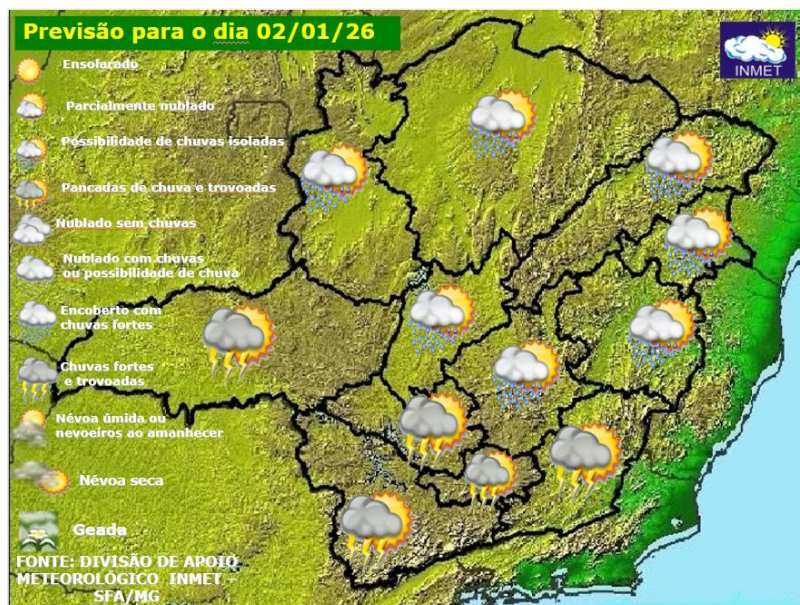 Previsão para o dia 02/01/26
INMET
Ensolarado
Parcialmente nublado
Possibilidade de chuvas isoladas
Pancadas de chuva e trovoadas
Nublado sem chuvas
Nublado com chuvas
ou possibilidade de chuva
Encoberto com
chuvas fortes
Chuvas fortes
e trovoadas
Névoa úmida ou
nevoeiros ao amanhecer
Névoa seca
Geada
FONTE: DIVISÃO DE APOIO
METEOROLÓGICO INMET -
SFA/MG